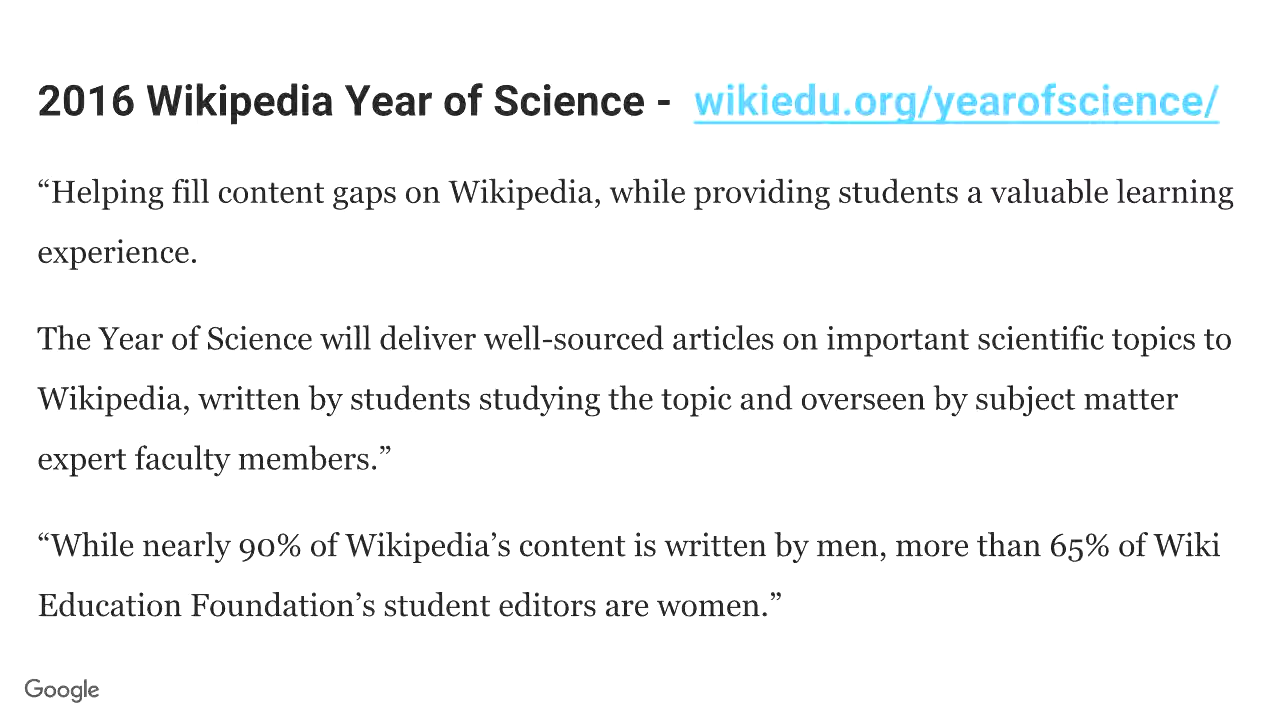 2016 Wikipedia Year of Science - wikiedu.org/yearofscience/
“Helping fill content gaps on Wikipedia, while providing students a valuable learning
experience.
The Year of Science will deliver well-sourced articles on important scientific topics to
Wikipedia, written by students studying the topic and overseen by subject matter
expert faculty members.”
“While nearly 90% of Wikipedia’s content is written by men, more than 65% of Wiki
Education Foundation’s student editors are women.”
Google